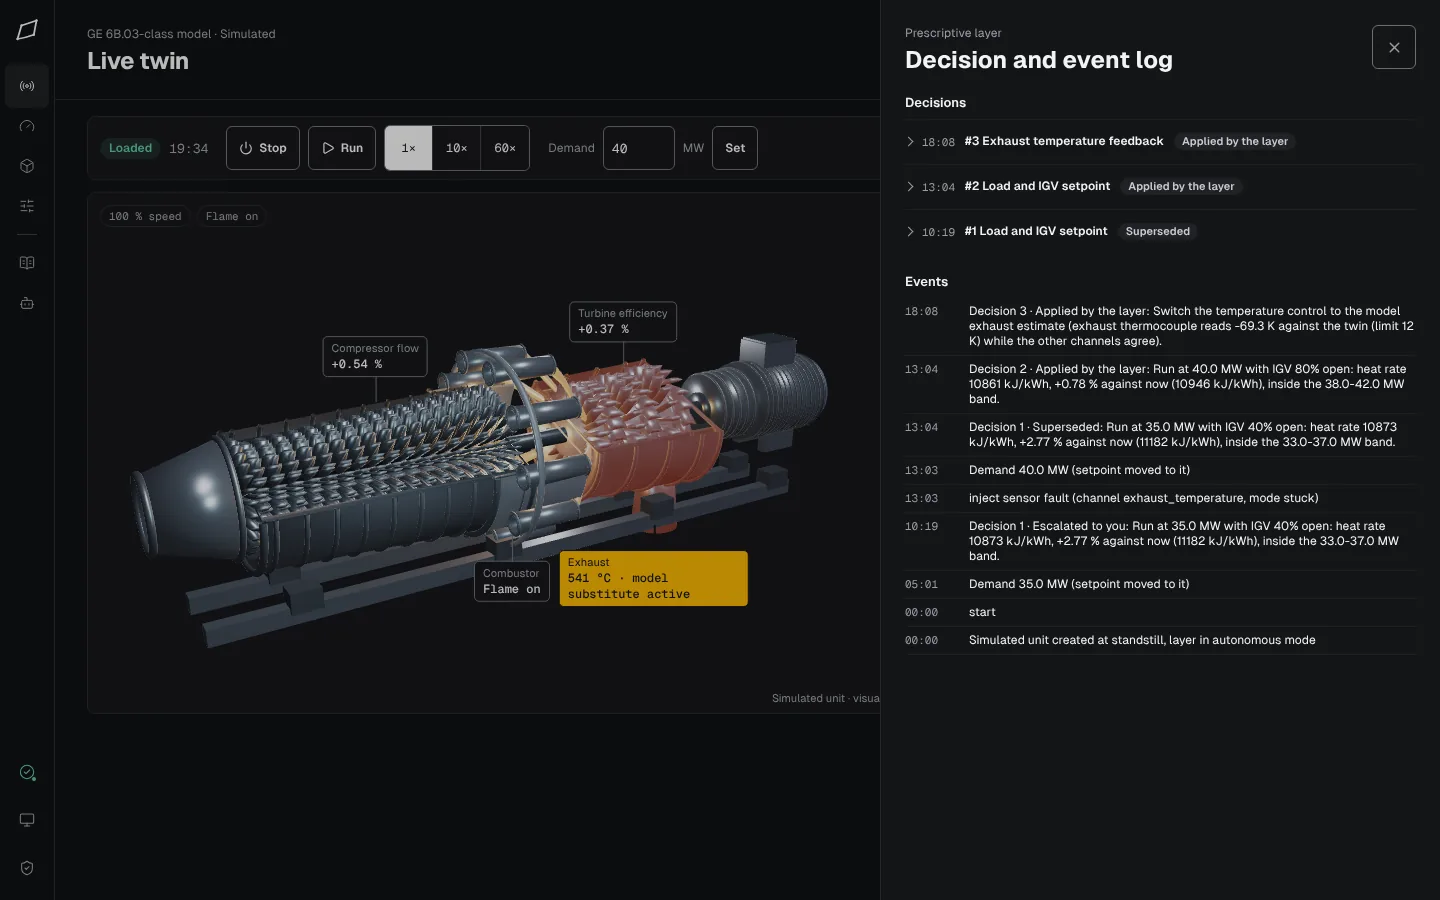 GE 6B.03-class model · Simulated
Live twin
Loaded
19:34
Stop
Run
1×
10×
60×
Demand
40
MW
Set
100 % speed
Flame on
Compressor flow
+0.54 %
Turbine efficiency
+0.37 %
Combustor
Flame on
Exhaust
541 °C · model
substitute active
Simulated unit · visua
Prescriptive layer
Decision and event log
Decisions
18:08 #3 Exhaust temperature feedback Applied by the layer
13:04 #2 Load and IGV setpoint Applied by the layer
10:19 #1 Load and IGV setpoint Superseded
Events
18:08 Decision 3 · Applied by the layer: Switch the temperature control to the model
exhaust estimate (exhaust thermocouple reads -69.3 K against the twin (limit 12
K) while the other channels agree).
13:04 Decision 2 · Applied by the layer: Run at 40.0 MW with IGV 80% open: heat rate
10861 kJ/kWh, +0.78 % against now (10946 kJ/kWh), inside the 38.0-42.0 MW
band.
13:04 Decision 1 · Superseded: Run at 35.0 MW with IGV 40% open: heat rate 10873
kJ/kWh, +2.77 % against now (11182 kJ/kWh), inside the 33.0-37.0 MW band.
13:03 Demand 40.0 MW (setpoint moved to it)
13:03 inject sensor fault (channel exhaust_temperature, mode stuck)
10:19 Decision 1 · Escalated to you: Run at 35.0 MW with IGV 40% open: heat rate
10873 kJ/kWh, +2.77 % against now (11182 kJ/kWh), inside the 33.0-37.0 MW
band.
05:01 Demand 35.0 MW (setpoint moved to it)
00:00 start
00:00 Simulated unit created at standstill, layer in autonomous mode